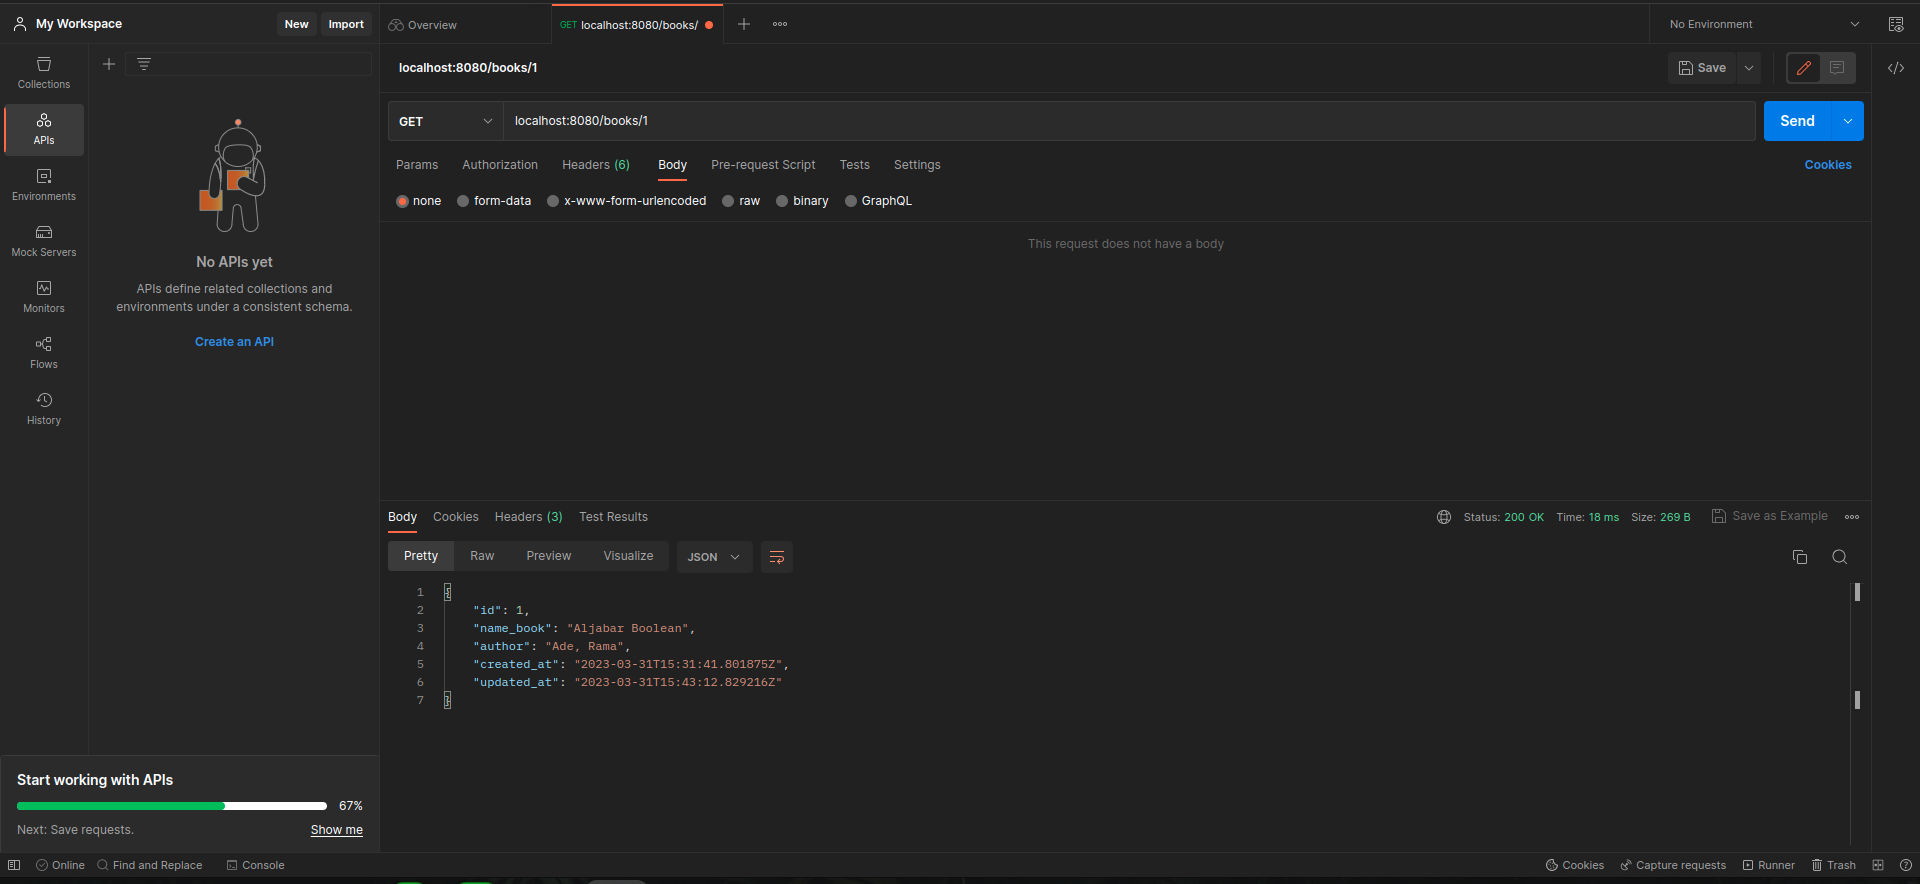 My Workspace
New
Import
Overview
GET localhost:8080/books/
No Environment
Collections
APIs
Environments
Mock Servers
Monitors
Flows
History
No APIs yet
APIs define related collections and
environments under a consistent schema.
Create an API
Start working with APIs
67%
Next: Save requests.
Show me
localhost:8080/books/1
Save
GET
localhost:8080/books/1
Send
Params Authorization Headers (6) Body Pre-request Script Tests Settings
Cookies
none form-data x-www-form-urlencoded raw binary GraphQL
This request does not have a body
Body Cookies Headers (3) Test Results
Status: 200 OK Time: 18 ms Size: 269 B Save as Example
Pretty Raw Preview Visualize JSON
1 {
2 "id": 1,
3 "name_book": "Aljabar Boolean",
4 "author": "Ade, Rama",
5 "created_at": "2023-03-31T15:31:41.801875Z",
6 "updated_at": "2023-03-31T15:43:12.829216Z"
7 }
Online Find and Replace Console
Cookies Capture requests Runner Trash